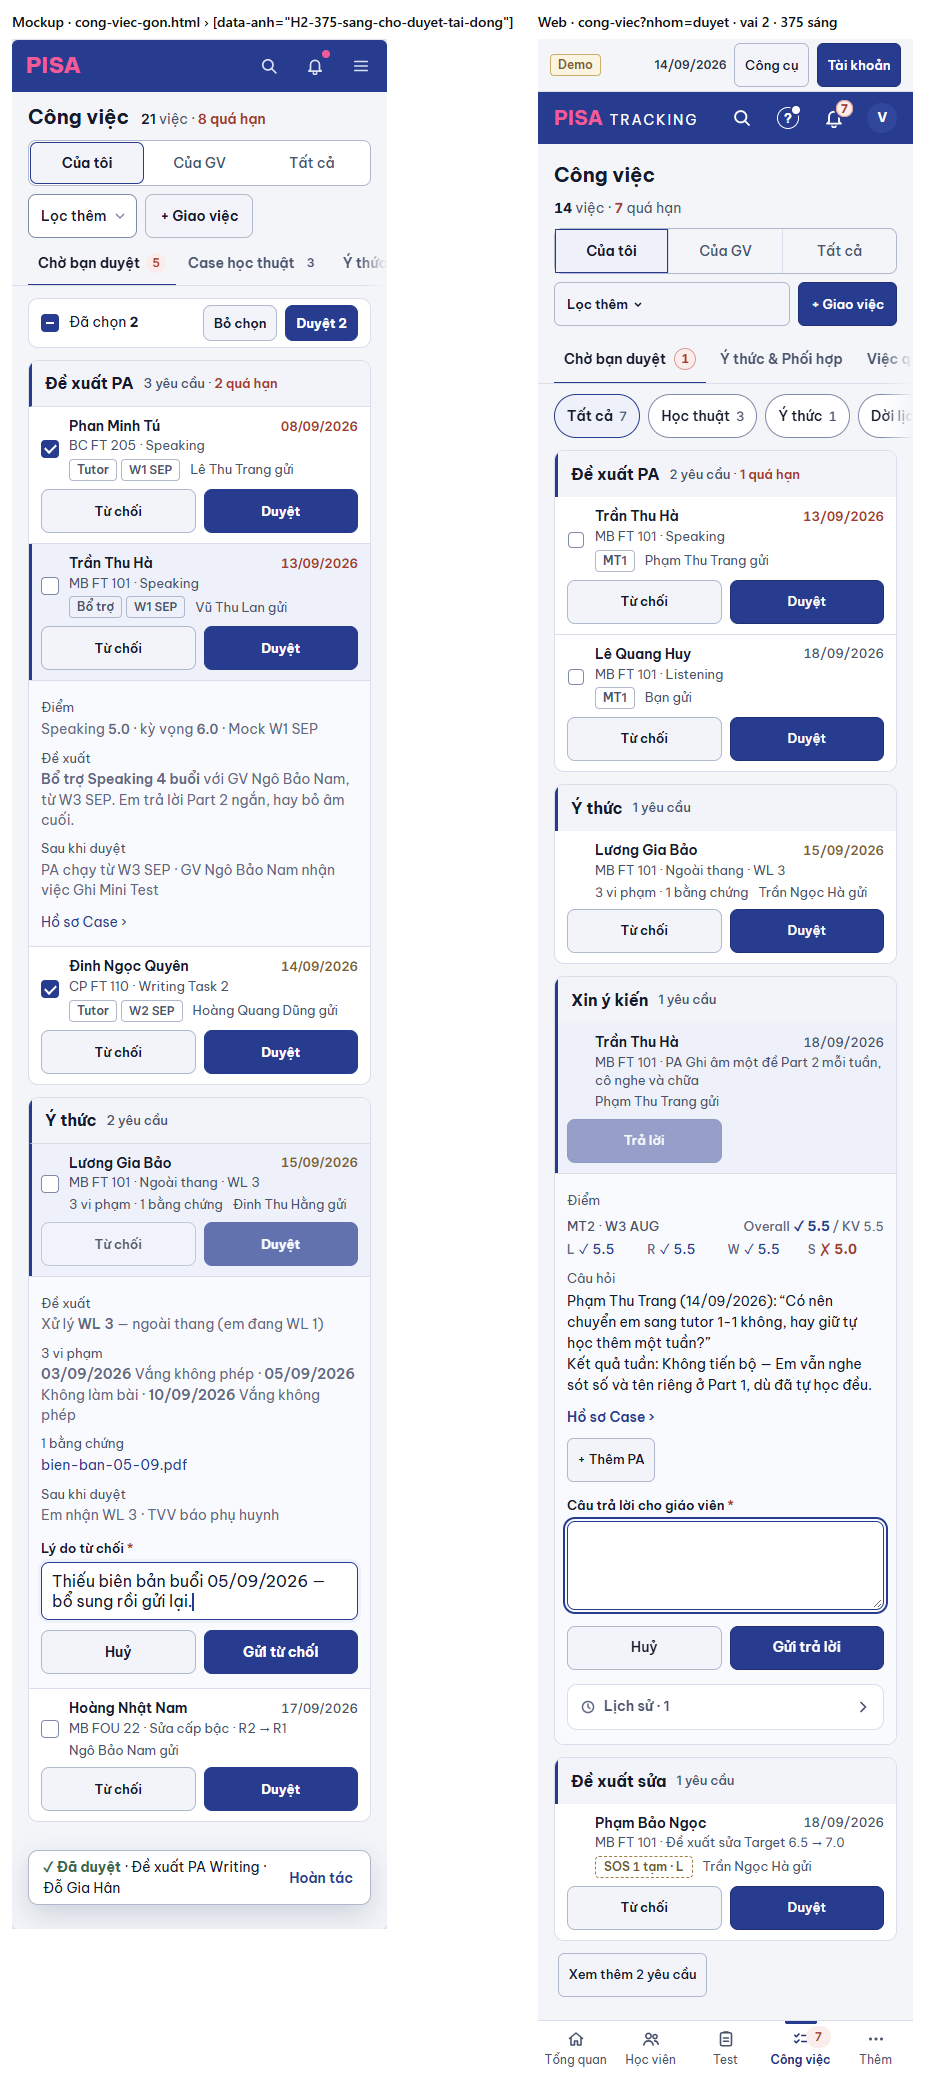 Mockup · cong-viec-gon.html › [data-anh="H2-375-sang-cho-duyet-tai-dong"]
PISA
Công việc 21 việc · 8 quá hạn
Của tôi Của GV Tất cả
Lọc thêm + Giao việc
Chờ bạn duyệt 5 Case học thuật 3 Ý thức
Đã chọn 2 Bỏ chọn Duyệt 2
Đề xuất PA 3 yêu cầu · 2 quá hạn
Phan Minh Tú 08/09/2026
BC FT 205 · Speaking
Tutor W1 SEP Lê Thu Trang gửi
Từ chối Duyệt
Trần Thu Hà 13/09/2026
MB FT 101 · Speaking
Bổ trợ W1 SEP Vũ Thu Lan gửi
Từ chối Duyệt
Điểm
Speaking 5.0 · kỳ vọng 6.0 · Mock W1 SEP
Đề xuất
Bổ trợ Speaking 4 buổi với GV Ngô Bảo Nam,
từ W3 SEP. Em trả lời Part 2 ngắn, hay bỏ âm
cuối.
Sau khi duyệt
PA chạy từ W3 SEP · GV Ngô Bảo Nam nhận
việc Ghi Mini Test
Hồ sơ Case ›
Đinh Ngọc Quyên 14/09/2026
CP FT 110 · Writing Task 2
Tutor W2 SEP Hoàng Quang Dũng gửi
Từ chối Duyệt
Ý thức 2 yêu cầu
Lương Gia Bảo 15/09/2026
MB FT 101 · Ngoài thang · WL 3
3 vi phạm · 1 bằng chứng Đinh Thu Hằng gửi
Từ chối Duyệt
Đề xuất
Xử lý WL 3 — ngoài thang (em đang WL 1)
3 vi phạm
03/09/2026 Vắng không phép · 05/09/2026
Không làm bài · 10/09/2026 Vắng không
phép
1 bằng chứng
bien-ban-05-09.pdf
Sau khi duyệt
Em nhận WL 3 · TVV báo phụ huynh
Lý do từ chối *
Thiếu biên bản buổi 05/09/2026 —
bổ sung rồi gửi lại.
Huỷ Gửi từ chối
Hoàng Nhật Nam 17/09/2026
MB FOU 22 · Sửa cấp bậc · R2 → R1
Ngô Bảo Nam gửi
Từ chối Duyệt
✓ Đã duyệt · Đề xuất PA Writing ·
Đỗ Gia Hân
Hoàn tác
Web · cong-viec?nhom=duyet · vai 2 · 375 sáng
Demo 14/09/2026 Công cụ Tài khoản
PISA TRACKING ? 7 V
Công việc
14 việc · 7 quá hạn
Của tôi Của GV Tất cả
Lọc thêm + Giao việc
Chờ bạn duyệt 1 Ý thức & Phối hợp Việc
Tất cả 7 Học thuật 3 Ý thức 1 Dời
Đề xuất PA 2 yêu cầu · 1 quá hạn
Trần Thu Hà 13/09/2026
MB FT 101 · Speaking
MT1 Phạm Thu Trang gửi
Từ chối Duyệt
Lê Quang Huy 18/09/2026
MB FT 101 · Listening
MT1 Bạn gửi
Từ chối Duyệt
Ý thức 1 yêu cầu
Lương Gia Bảo 15/09/2026
MB FT 101 · Ngoài thang · WL 3
3 vi phạm · 1 bằng chứng Trần Ngọc Hà gửi
Từ chối Duyệt
Xin ý kiến 1 yêu cầu
Trần Thu Hà 18/09/2026
MB FT 101 · PA Ghi âm một đề Part 2 mỗi tuần,
cô nghe và chữa
Phạm Thu Trang gửi
Trả lời
Điểm
MT2 · W3 AUG Overall ✓ 5.5 / KV 5.5
L ✓ 5.5 R ✓ 5.5 W ✓ 5.5 S ✗ 5.0
Câu hỏi
Phạm Thu Trang (14/09/2026): “Có nên
chuyển em sang tutor 1-1 không, hay giữ tự
học thêm một tuần?”
Kết quả tuần: Không tiến bộ — Em vẫn nghe
sót số và tên riêng ở Part 1, dù đã tự học đều.
Hồ sơ Case ›
+ Thêm PA
Câu trả lời cho giáo viên *
Huỷ Gửi trả lời
Lịch sử · 1
Đề xuất sửa 1 yêu cầu
Phạm Bảo Ngọc 18/09/2026
MB FT 101 · Đề xuất sửa Target 6.5 → 7.0
SOS 1 tạm · L Trần Ngọc Hà gửi
Từ chối Duyệt
Xem thêm 2 yêu cầu
7
Tổng quan Học viên Test Công việc Thêm